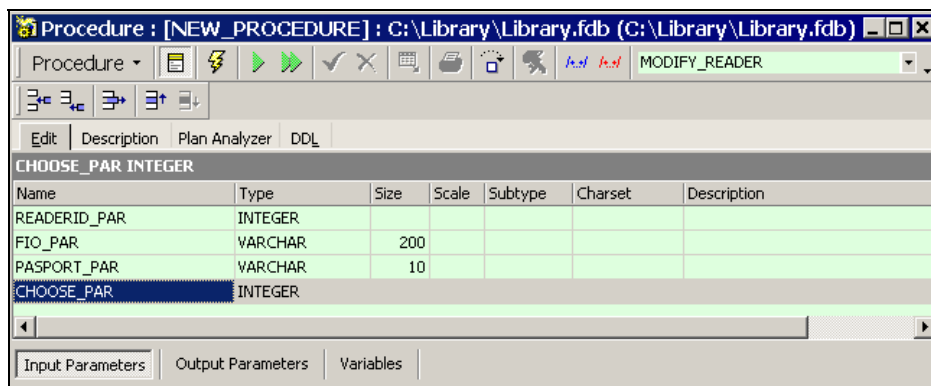 Procedure : [NEW_PROCEDURE] : C:\Library\Library.fdb (C:\Library\Library.fdb)
Procedure MODIFY_READER
Edit Description Plan Analyzer DDL
CHOOSE_PAR INTEGER
Name Type Size Scale Subtype Charset Description
READERID_PAR INTEGER
FIO_PAR VARCHAR 200
PASPORT_PAR VARCHAR 10
CHOOSE_PAR INTEGER
Input Parameters Output Parameters Variables